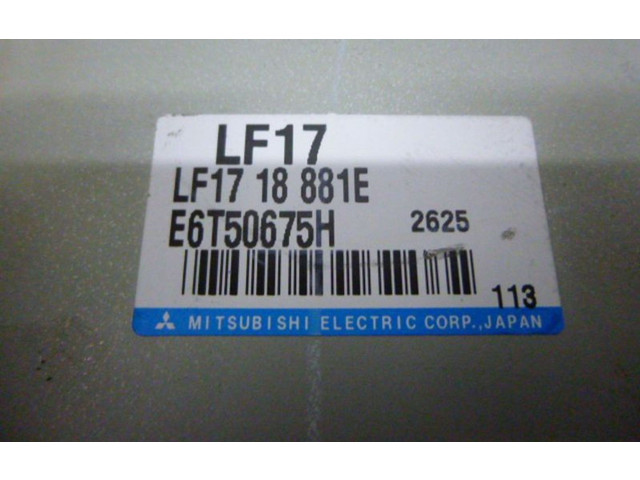 LF17
LF17 18 881E
E6T50675H 2625
113
MITSUBISHI ELECTRIC CORP.,JAPAN